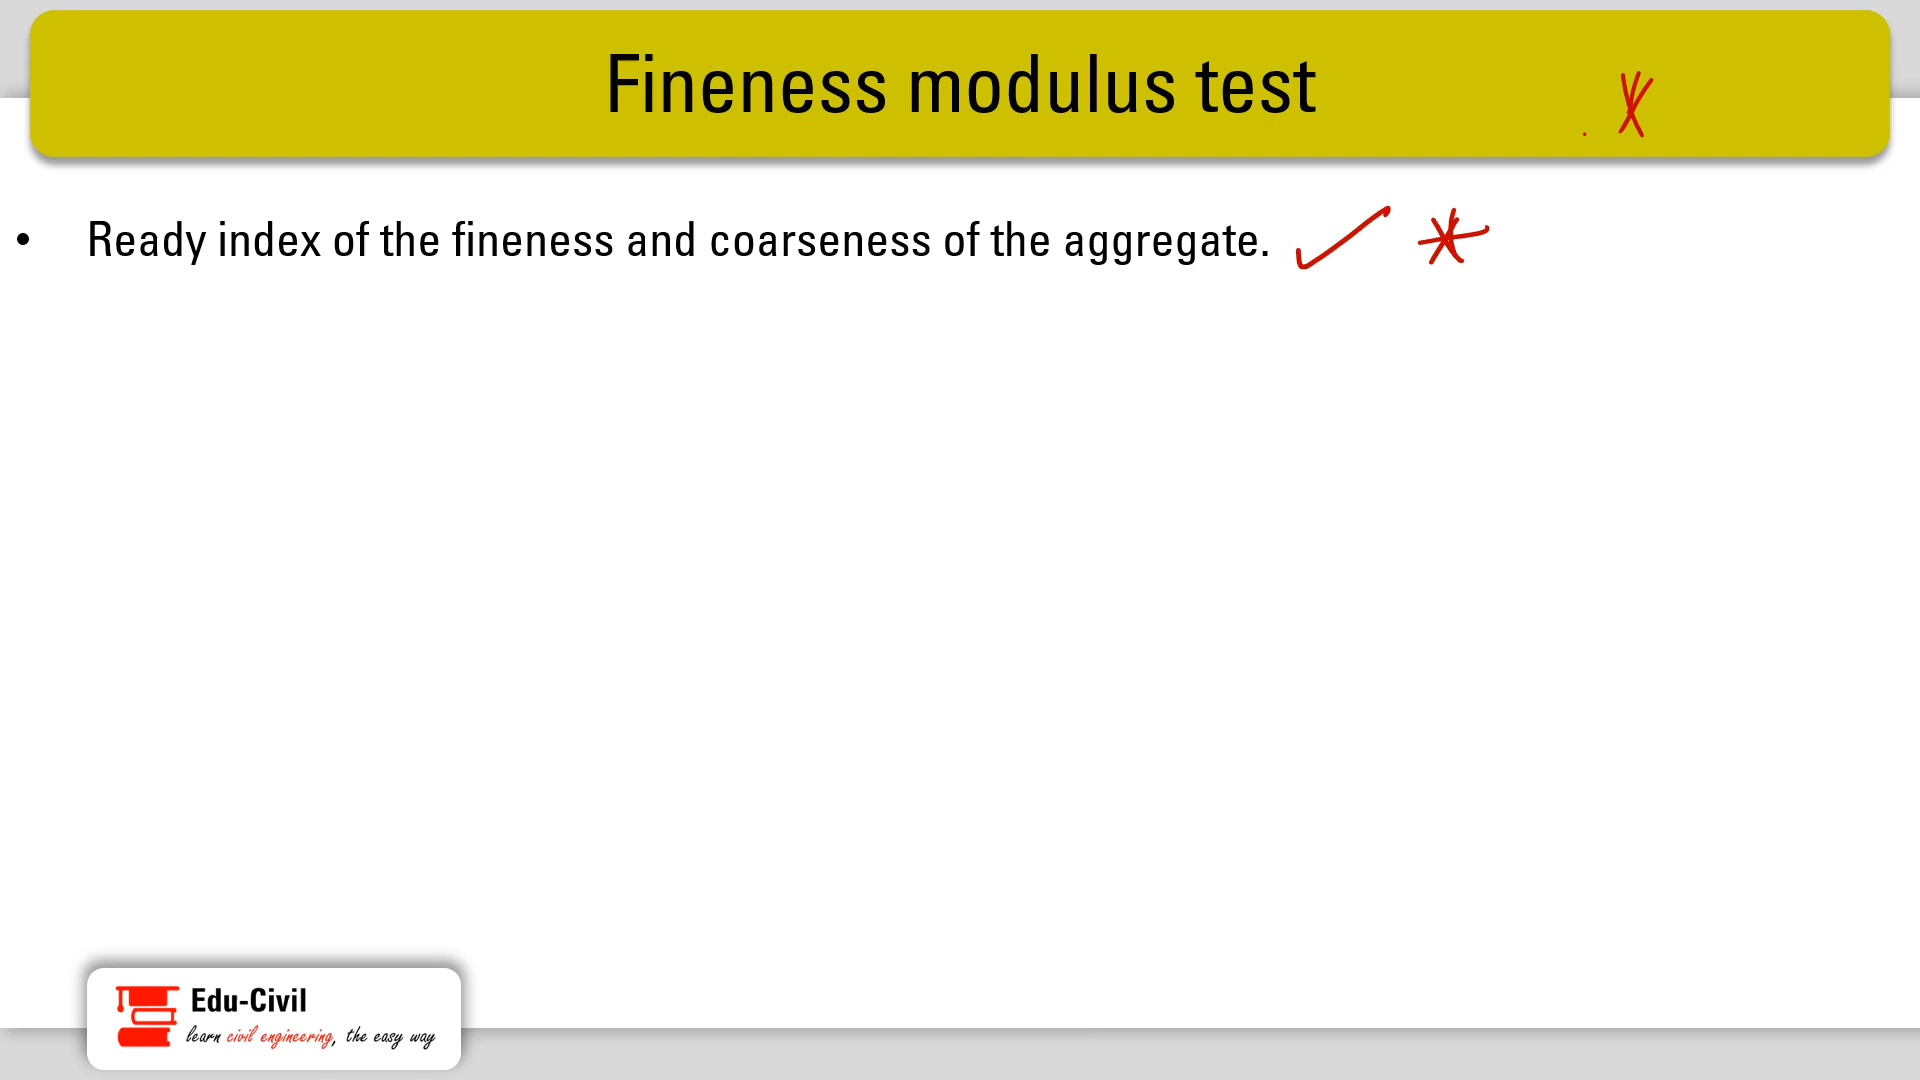 Fineness modulus test
• Ready index of the fineness and coarseness of the aggregate.
Edu-Civil
learn civil engineering, the easy way